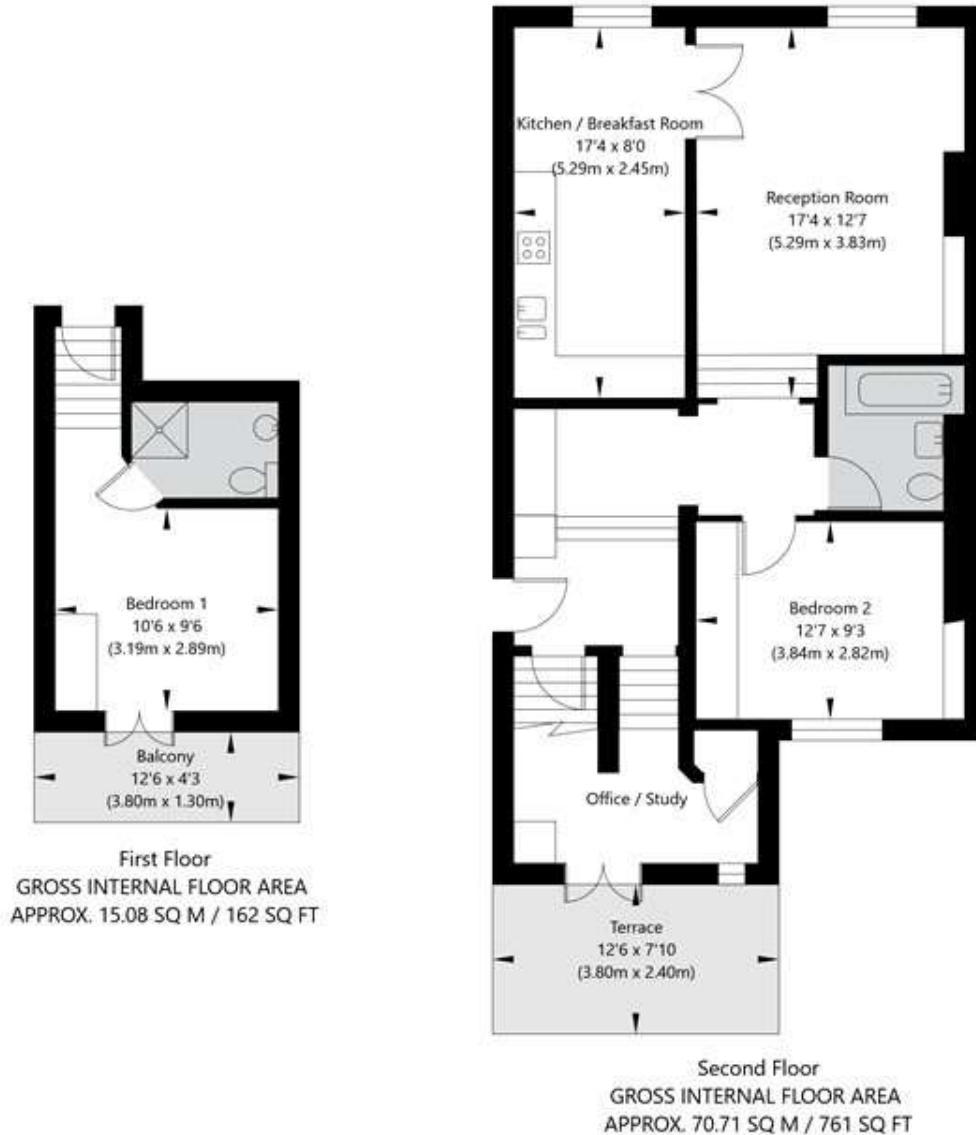 Kitchen / Breakfast Room
17'4 x 8'0
(5.29m x 2.45m)
Reception Room
17'4 x 12'7
(5.29m x 3.83m)
Bedroom 1
10'6 x 9'6
(3.19m x 2.89m)
Balcony
12'6 x 4'3
(3.80m x 1.30m)
First Floor
GROSS INTERNAL FLOOR AREA
APPROX. 15.08 SQ M / 162 SQ FT
Bedroom 2
12'7 x 9'3
(3.84m x 2.82m)
Office / Study
Terrace
12'6 x 7'10
(3.80m x 2.40m)
Second Floor
GROSS INTERNAL FLOOR AREA
APPROX. 70.71 SQ M / 761 SQ FT